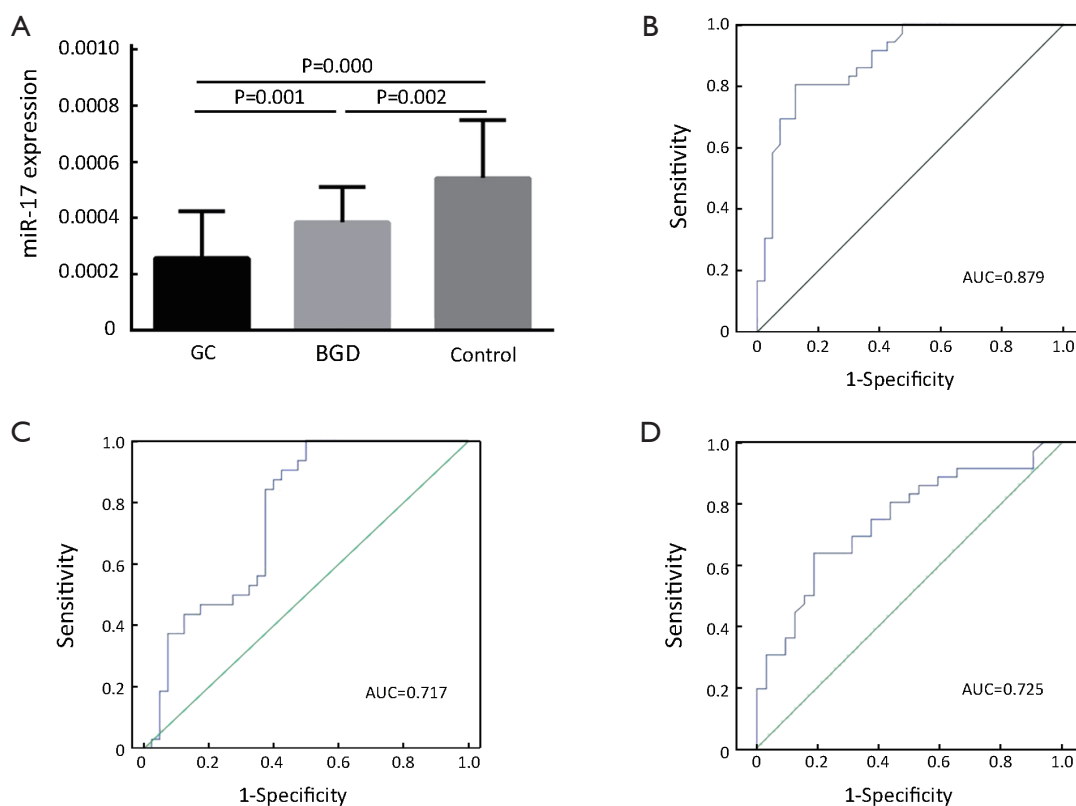 A
miR-17 expression
0.0010
0.0008
0.0006
0.0004
0.0002
0
P=0.000
P=0.001 P=0.002
GC BGD Control
B
Sensitivity
1.0
0.8
0.6
0.4
0.2
0
AUC=0.879
0 0.2 0.4 0.6 0.8 1.0
1-Specificity
C
Sensitivity
1.0
0.8
0.6
0.4
0.2
0
AUC=0.717
0 0.2 0.4 0.6 0.8 1.0
1-Specificity
D
Sensitivity
1.0
0.8
0.6
0.4
0.2
0
AUC=0.725
0 0.2 0.4 0.6 0.8 1.0
1-Specificity